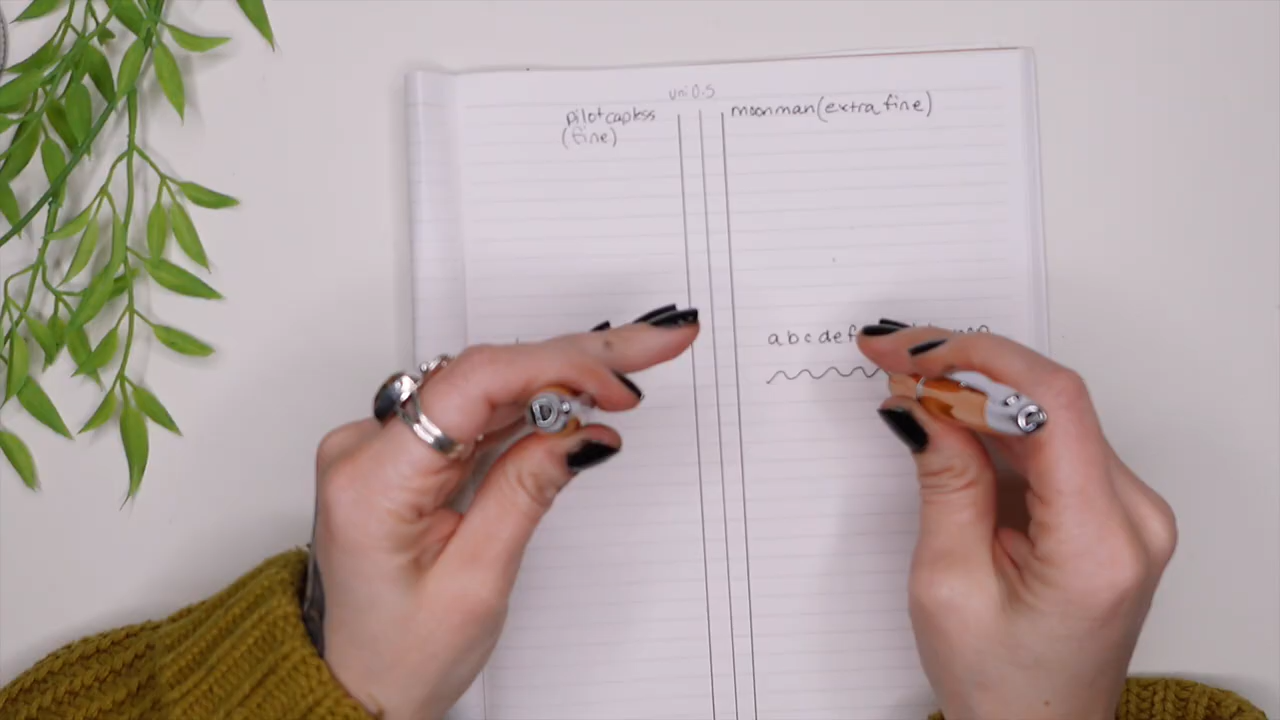 uni 0.5
pilot capless
(fine)
moonman (extra fine)
a b c d e f